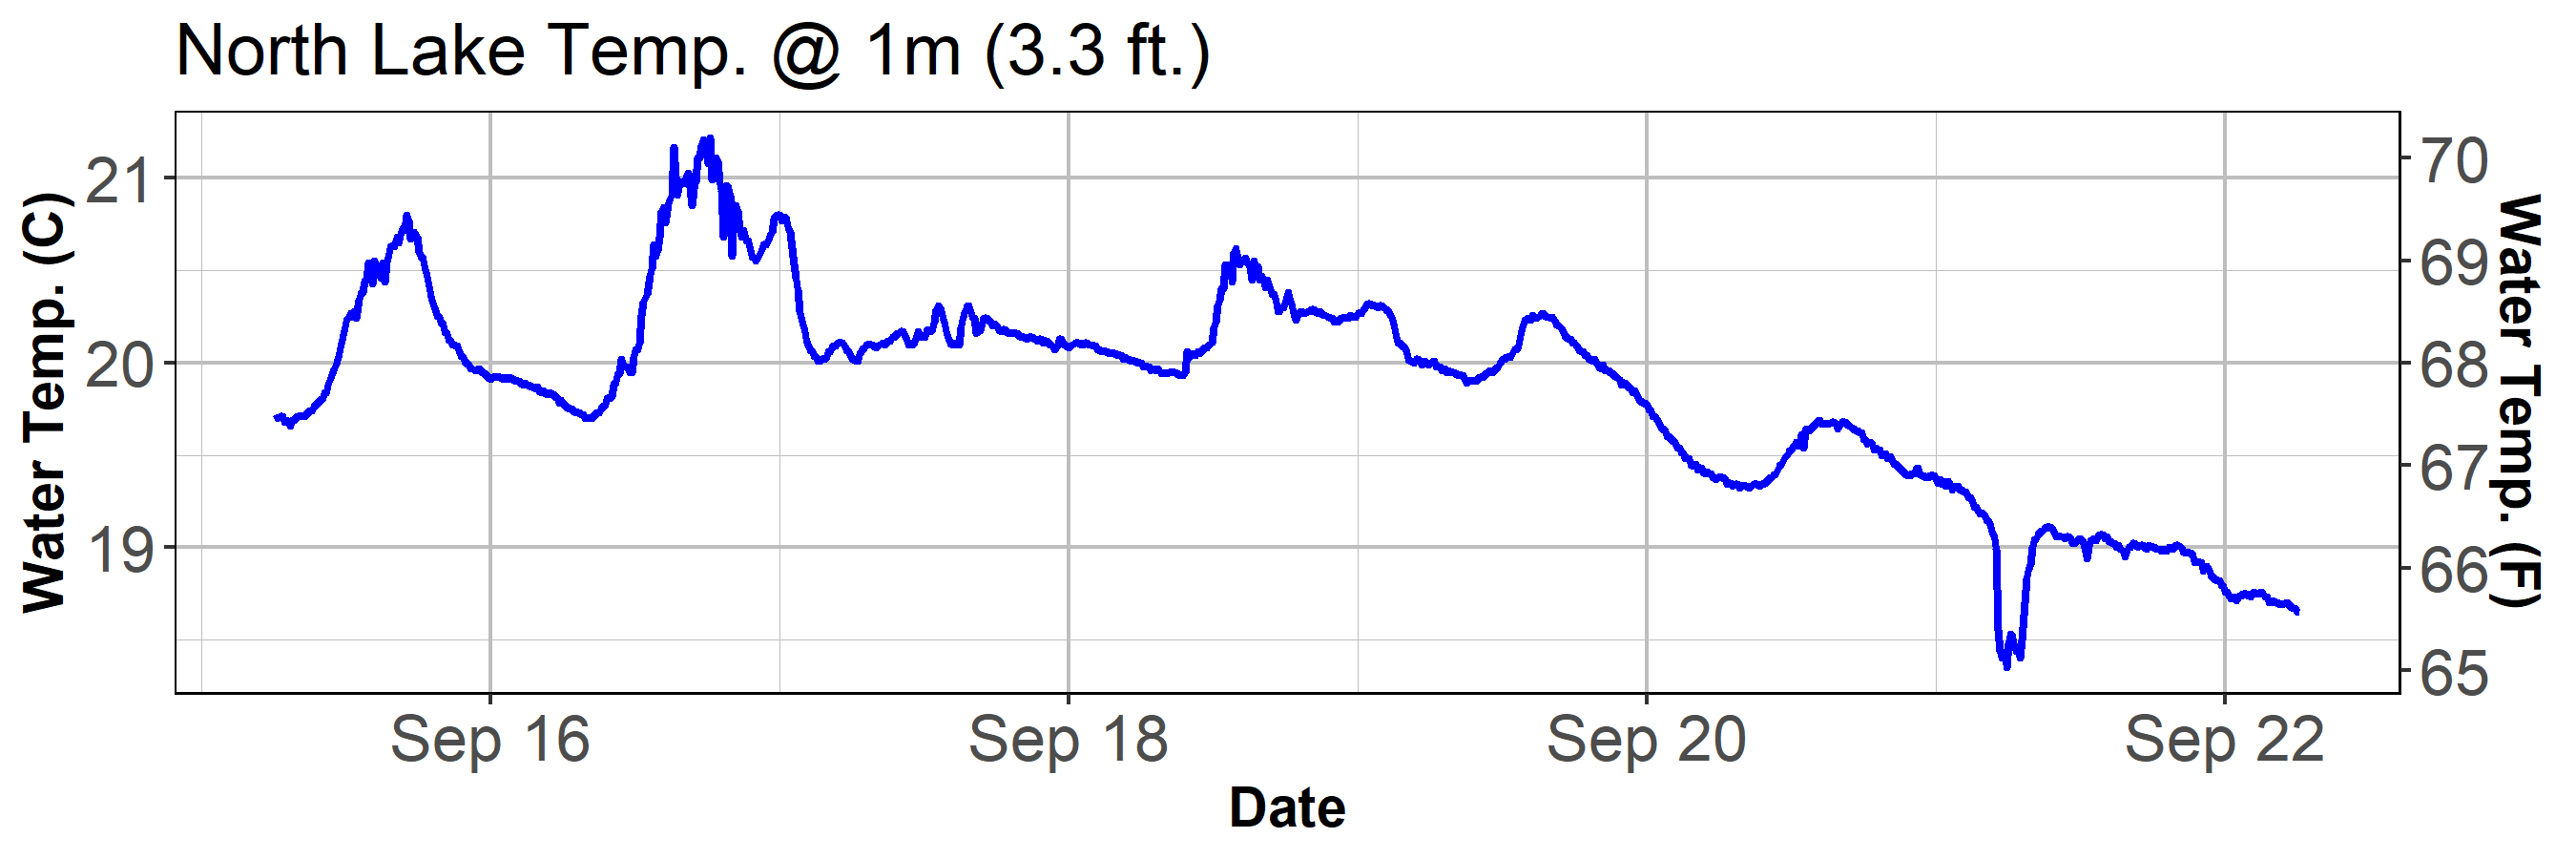 North Lake Temp. @ 1m (3.3 ft.)
Water Temp. (C)
21
20
19
70
69
68
67
66
65
Water Temp. (F)
Sep 16
Sep 18
Sep 20
Sep 22
Date